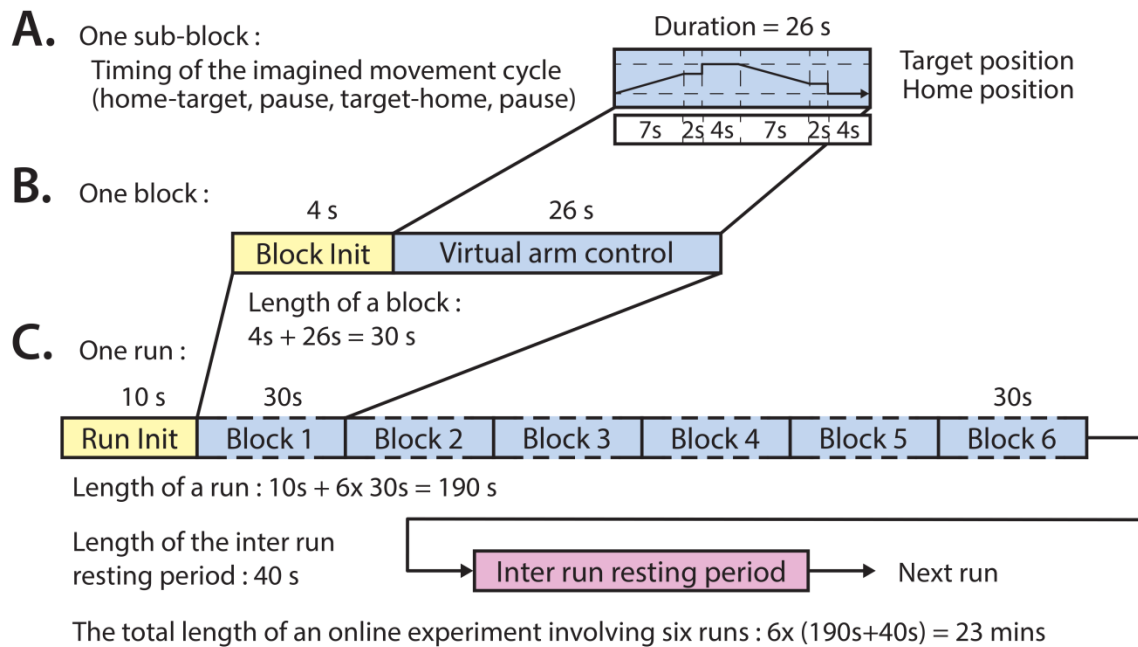 A. One sub-block :
Timing of the imagined movement cycle
(home-target, pause, target-home, pause)
Duration = 26 s
Target position
Home position
7s 2s 4s 7s 2s 4s
B. One block :
4 s 26 s
Block Init Virtual arm control
Length of a block :
4s + 26s = 30 s
C. One run :
10 s 30s 30s
Run Init Block 1 Block 2 Block 3 Block 4 Block 5 Block 6
Length of a run : 10s + 6x 30s = 190 s
Length of the inter run
resting period : 40 s
Inter run resting period Next run
The total length of an online experiment involving six runs : 6x (190s+40s) = 23 mins